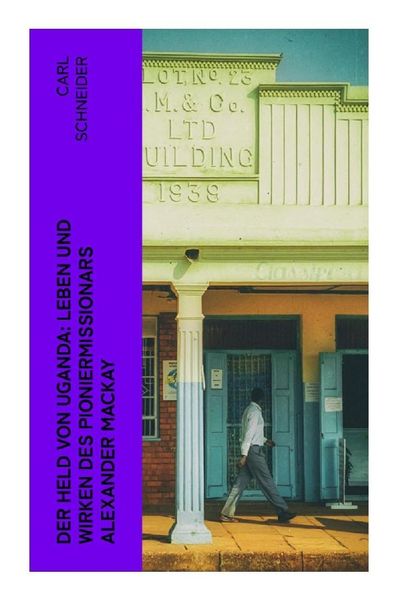 CARL
SCHNEIDER
DER HELD VON UGANDA: LEBEN UND
WIRKEN DES PIONIERMISSIONARS
ALEXANDER MACKAY
LOT, NO. 25
.M.& Co.
LTD
UILDING
1939